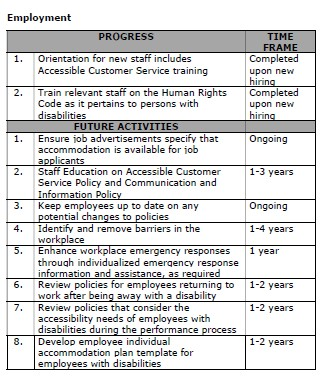 Employment
PROGRESS TIME
FRAME
1. Orientation for new staff includes Completed
Accessible Customer Service training upon new
hiring
2. Train relevant staff on the Human Rights Completed
Code as it pertains to persons with upon new
disabilities hiring
FUTURE ACTIVITIES
1. Ensure job advertisements specify that Ongoing
accommodation is available for job
applicants
2. Staff Education on Accessible Customer 1-3 years
Service Policy and Communication and
Information Policy
3. Keep employees up to date on any Ongoing
potential changes to policies
4. Identify and remove barriers in the 1-4 years
workplace
5. Enhance workplace emergency responses 1 year
through individualized emergency response
information and assistance, as required
6. Review policies for employees returning to 1-2 years
work after being away with a disability
7. Review policies that consider the 1-2 years
accessibility needs of employees with
disabilities during the performance process
8. Develop employee individual 1-2 years
accommodation plan template for
employees with disabilities